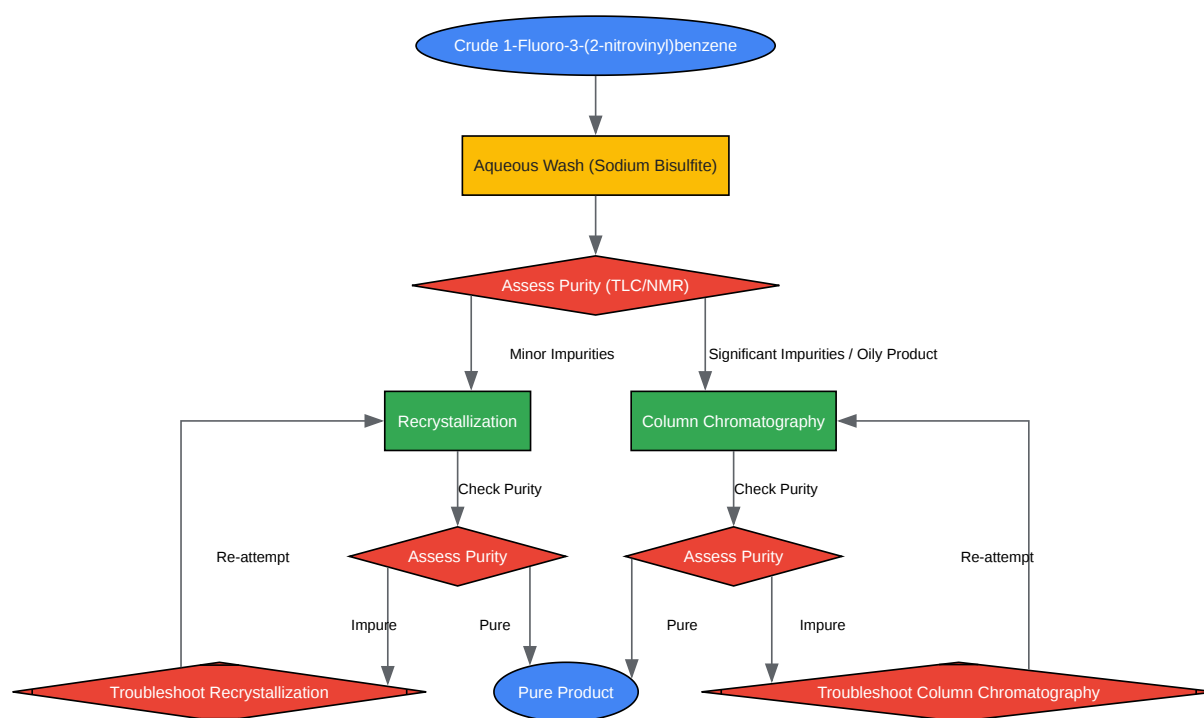 Crude 1-Fluoro-3-(2-nitrovinyl)benzene
Aqueous Wash (Sodium Bisulfite)
Assess Purity (TLC/NMR)
Minor Impurities
Significant Impurities / Oily Product
Recrystallization
Column Chromatography
Check Purity
Check Purity
Assess Purity
Assess Purity
Re-attempt
Re-attempt
Impure
Pure
Pure
Impure
Troubleshoot Recrystallization
Pure Product
Troubleshoot Column Chromatography